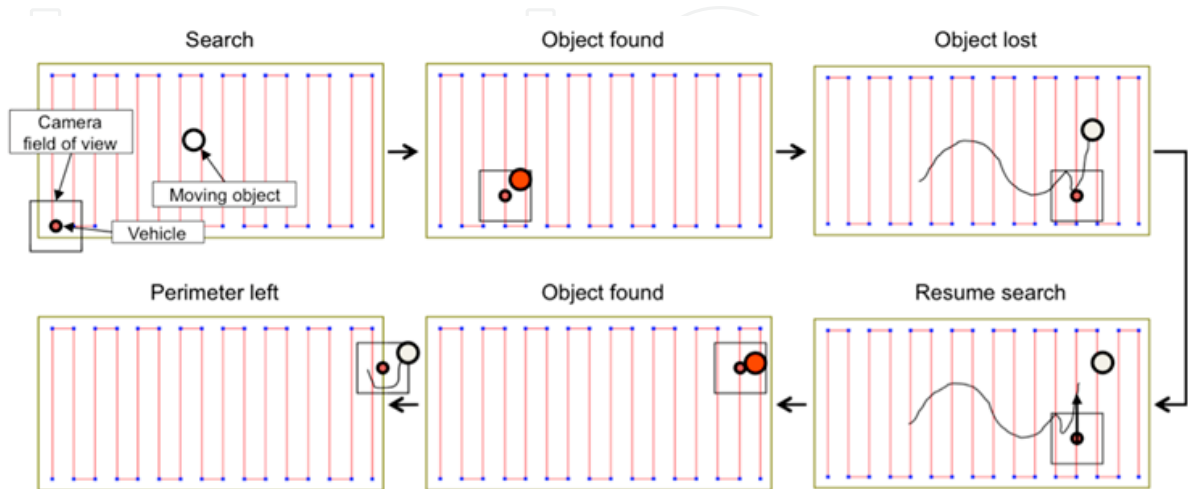 Search
Object found
Object lost
Camera
field of view
Moving object
Vehicle
Perimeter left
Object found
Resume search